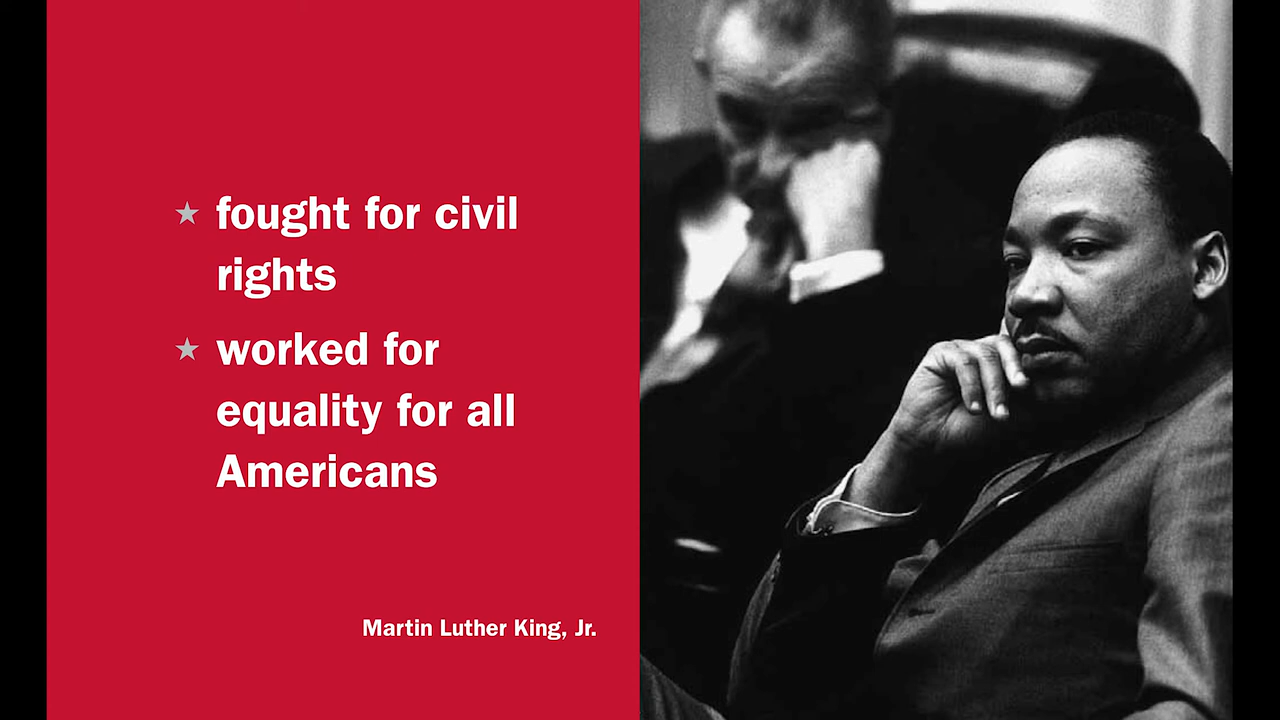 fought for civil
rights
worked for
equality for all
Americans
Martin Luther King, Jr.